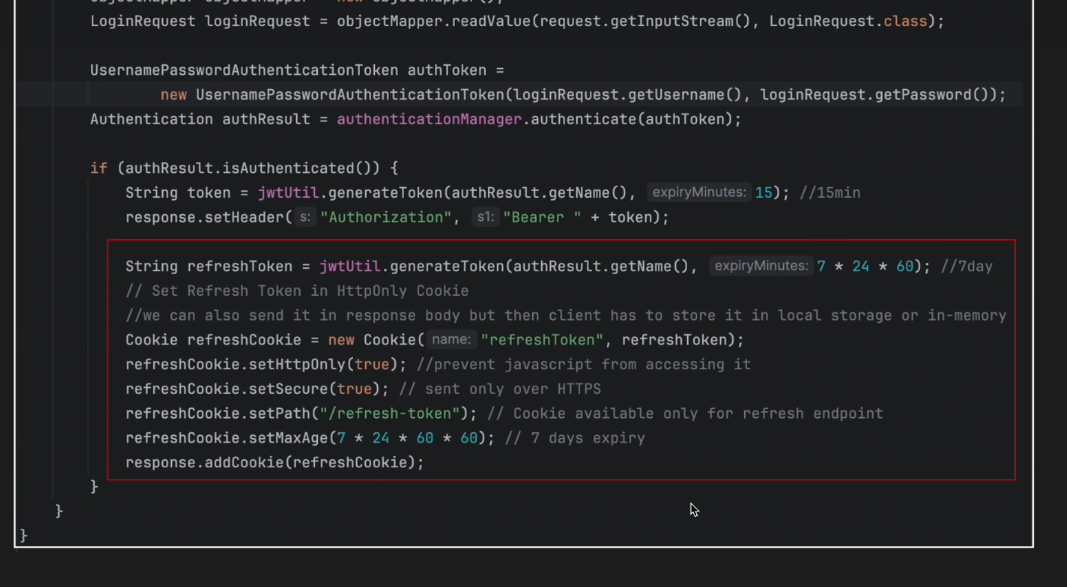 objectMapper objectMapper = new ObjectMapper();
LoginRequest loginRequest = objectMapper.readValue(request.getInputStream(), LoginRequest.class);
UsernamePasswordAuthenticationToken authToken =
new UsernamePasswordAuthenticationToken(loginRequest.getUsername(), loginRequest.getPassword());
Authentication authResult = authenticationManager.authenticate(authToken);
if (authResult.isAuthenticated()) {
String token = jwtUtil.generateToken(authResult.getName(), expiryMinutes: 15); //15min
response.setHeader( s: "Authorization", s1: "Bearer " + token);
String refreshToken = jwtUtil.generateToken(authResult.getName(), expiryMinutes: 7 * 24 * 60); //7day
// Set Refresh Token in HttpOnly Cookie
//we can also send it in response body but then client has to store it in local storage or in-memory
Cookie refreshCookie = new Cookie( name: "refreshToken", refreshToken);
refreshCookie.setHttpOnly(true); //prevent javascript from accessing it
refreshCookie.setSecure(true); // sent only over HTTPS
refreshCookie.setPath("/refresh-token"); // Cookie available only for refresh endpoint
refreshCookie.setMaxAge(7 * 24 * 60 * 60); // 7 days expiry
response.addCookie(refreshCookie);
}
}
}